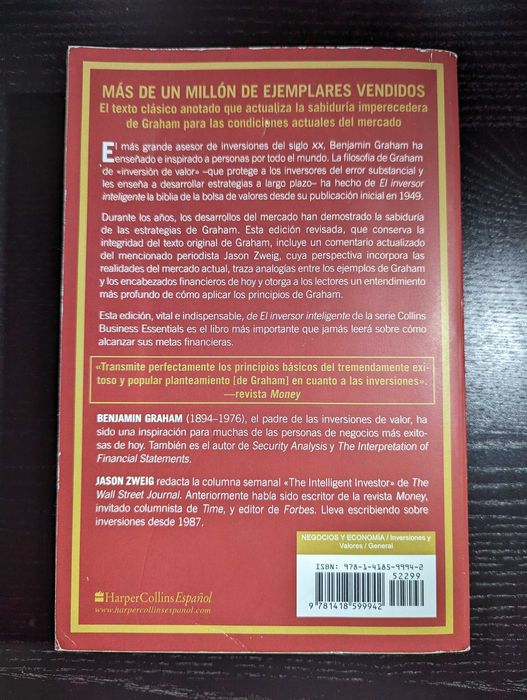 MÁS DE UN MILLÓN DE EJEMPLARES VENDIDOS
El texto clásico anotado que actualiza la sabiduría imperecedera
de Graham para las condiciones actuales del mercado
El más grande asesor de inversiones del siglo XX, Benjamin Graham ha
enseñado e inspirado a personas por todo el mundo. La filosofía de Graham
de «inversión de valor» –que protege a los inversores del error substancial y
les enseña a desarrollar estrategias a largo plazo– ha hecho de El inversor
inteligente la biblia de la bolsa de valores desde su publicación inicial en 1949.
Durante los años, los desarrollos del mercado han demostrado la sabiduría
de las estrategias de Graham. Esta edición revisada, que conserva la
integridad del texto original de Graham, incluye un comentario actualizado
del mencionado periodista Jason Zweig, cuya perspectiva incorpora las
realidades del mercado actual, traza analogías entre los ejemplos de Graham
y los encabezados financieros de hoy y otorga a los lectores un entendimiento
más profundo de cómo aplicar los principios de Graham.
Esta edición, vital e indispensable, de El inversor inteligente de la serie Collins
Business Essentials es el libro más importante que jamás leerá sobre cómo
alcanzar sus metas financieras.
«Transmite perfectamente los principios básicos del tremendamente exi-
toso y popular planteamiento [de Graham] en cuanto a las inversiones».
—revista Money
BENJAMIN GRAHAM (1894–1976), el padre de las inversiones de valor, ha
sido una inspiración para muchas de las personas de negocios más exito-
sas de hoy. También es el autor de Security Analysis y The Interpretation of
Financial Statements.
JASON ZWEIG redacta la columna semanal «The Intelligent Investor» de The
Wall Street Journal. Anteriormente había sido escritor de la revista Money,
invitado columnista de Time, y editor de Forbes. Lleva escribiendo sobre
inversiones desde 1987.
NEGOCIOS Y ECONOMÍA / Inversiones y
Valores / General
ISBN: 978-1-4185-9994-2
52299
9 781418 599942
HarperCollins Español
www.harpercollinsespanol.com